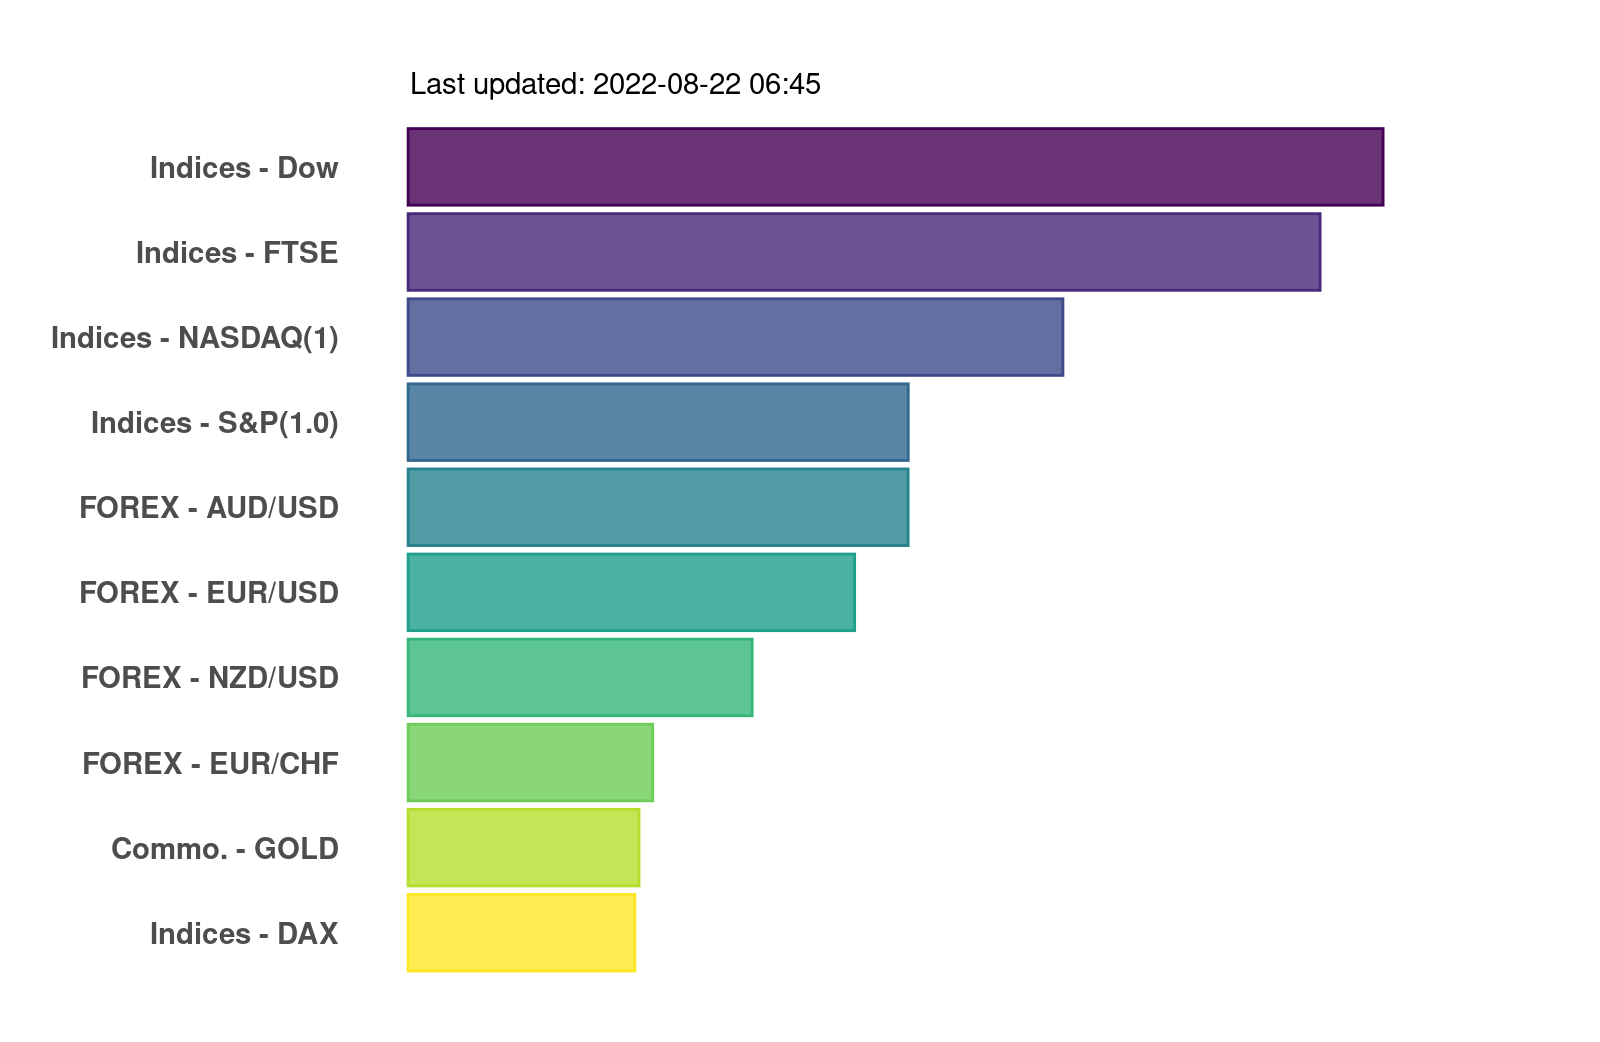 Last updated: 2022-08-22 06:45
Indices - Dow
Indices - FTSE
Indices - NASDAQ(1)
Indices - S&P(1.0)
FOREX - AUD/USD
FOREX - EUR/USD
FOREX - NZD/USD
FOREX - EUR/CHF
Commo. - GOLD
Indices - DAX